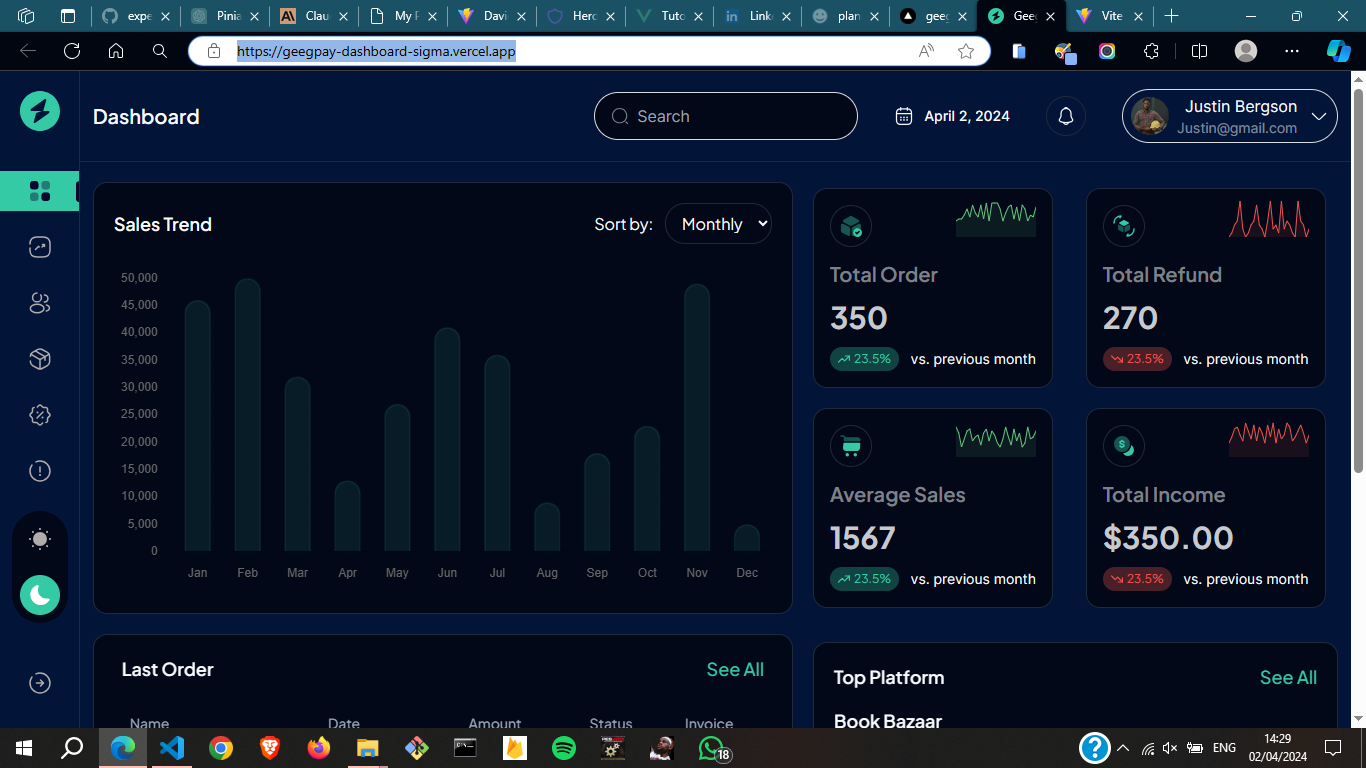 expe
Pinia
Clau
My P
Davi
Herc
Tuto
Link
plan
geeg
Geeg
Vite
https://geegpay-dashboard-sigma.vercel.app
Dashboard
Search
April 2, 2024
Justin Bergson
Justin@gmail.com
Sales Trend
Sort by:
Monthly
50,000
45,000
40,000
35,000
30,000
25,000
20,000
15,000
10,000
5,000
0
Jan Feb Mar Apr May Jun Jul Aug Sep Oct Nov Dec
Total Order
350
23.5% vs. previous month
Total Refund
270
23.5% vs. previous month
Average Sales
1567
23.5% vs. previous month
Total Income
$350.00
23.5% vs. previous month
Last Order
See All
Name Date Amount Status Invoice
Top Platform
See All
Book Bazaar
18
ENG
14:29
02/04/2024